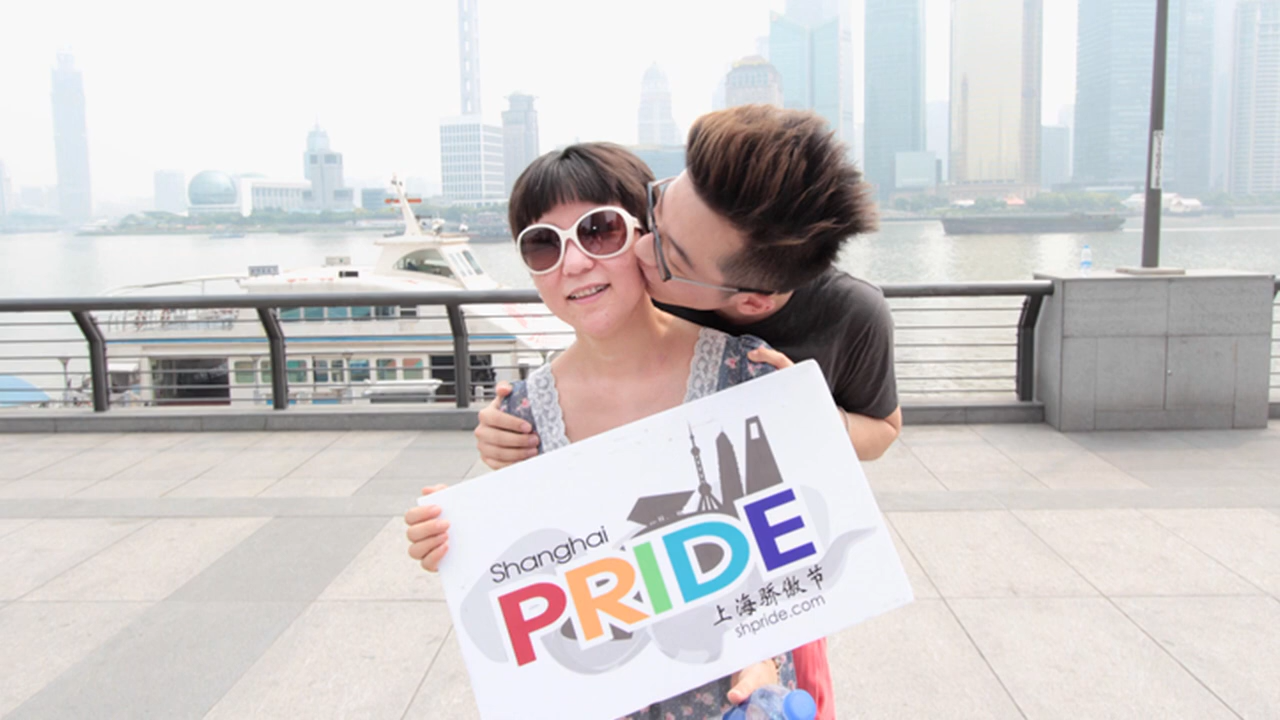 Shanghai
PRIDE
上海骄傲节
shpride.com